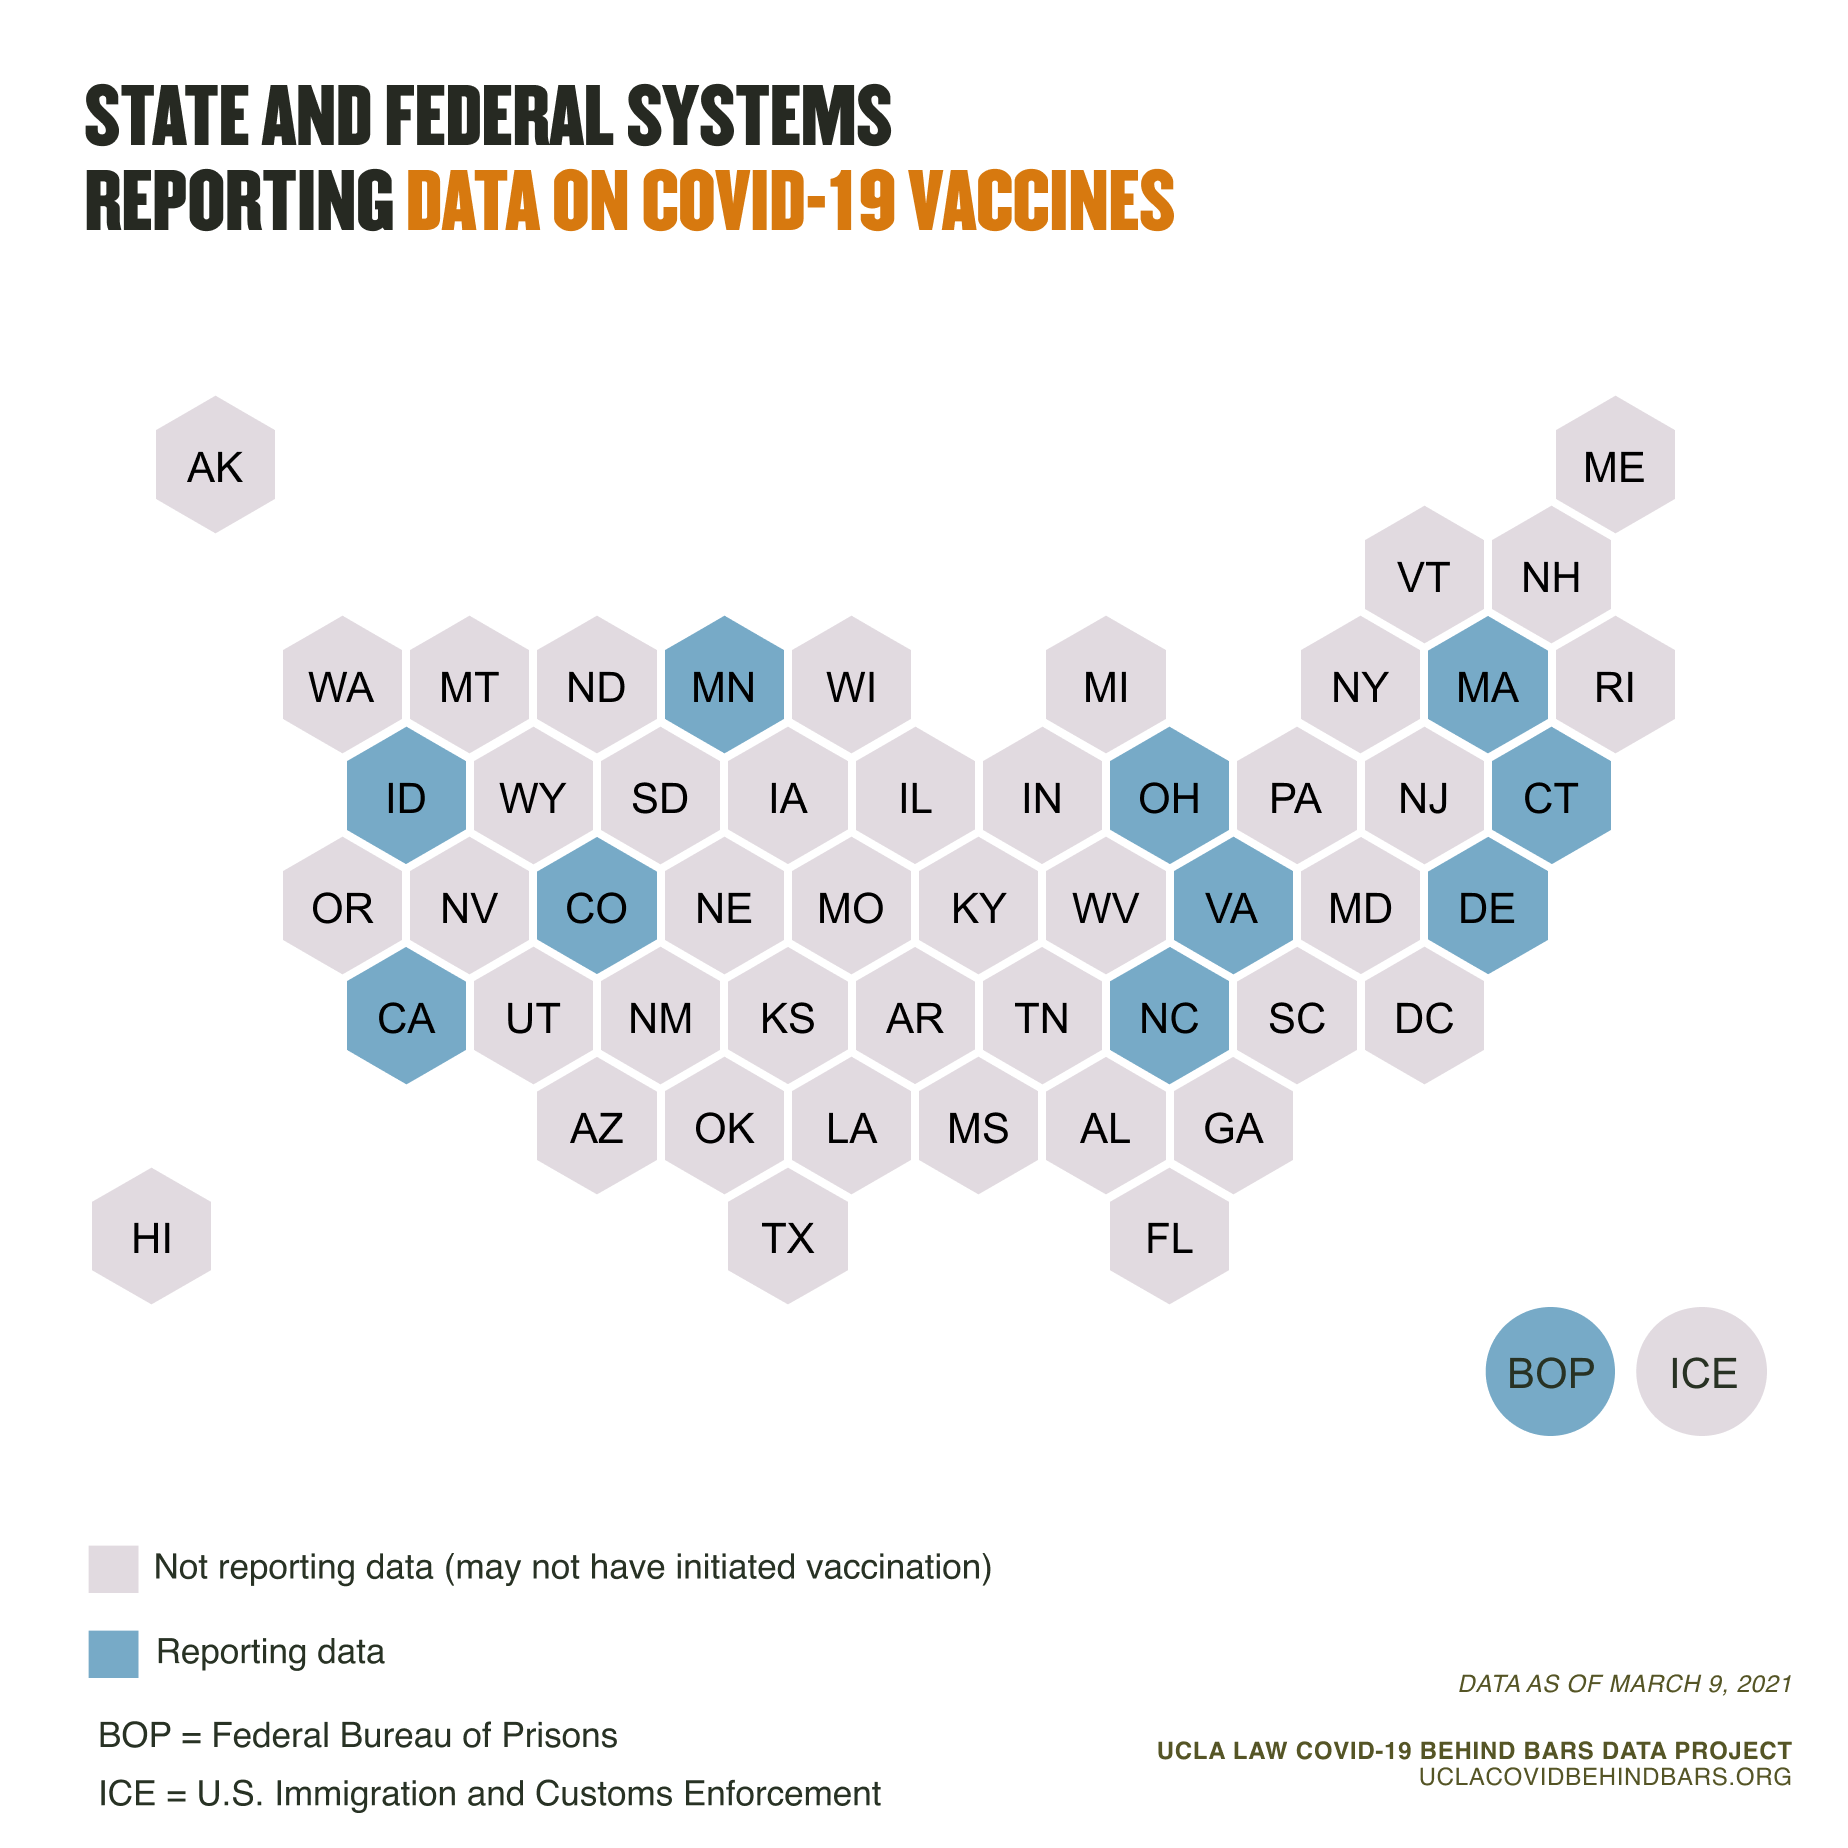 STATE AND FEDERAL SYSTEMS
REPORTING DATA ON COVID-19 VACCINES
AK
ME
VT NH
WA MT ND MN WI MI NY MA RI
ID WY SD IA IL IN OH PA NJ CT
OR NV CO NE MO KY WV VA MD DE
CA UT NM KS AR TN NC SC DC
AZ OK LA MS AL GA
HI TX FL
BOP ICE
Not reporting data (may not have initiated vaccination)
Reporting data
BOP = Federal Bureau of Prisons
ICE = U.S. Immigration and Customs Enforcement
DATA AS OF MARCH 9, 2021
UCLA LAW COVID-19 BEHIND BARS DATA PROJECT
UCLACOVIDBEHINDBARS.ORG